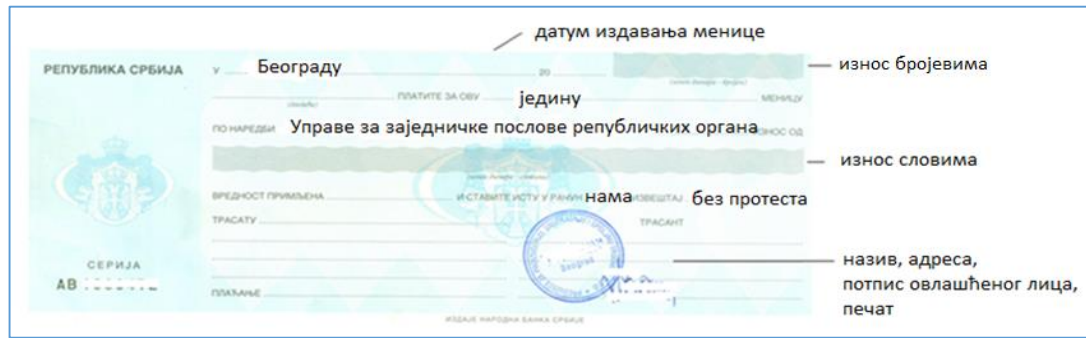 датум издавања менице
РЕПУБЛИКА СРБИЈА У Београду 20
износ бројевима
ПЛАТИТЕ ЗА ОВУ једину МЕНИЦУ
ПО НАРЕДБИ Управе за заједничке послове републичких органа ИЗНОС ОД
износ словима
ВРЕДНОСТ ПРИМЉЕНА И СТАВИТЕ ИСТУ У РАЧУН нама ИЗВЕШТАЈ без протеста
ТРАСАТУ ТРАСАНТ
Beograd
СЕРИЈА
АВ
назив, адреса,
потпис овлашћеног лица,
печат
ПЛАЋАЊЕ
ИЗДАЈЕ НАРОДНА БАНКА СРБИЈЕ